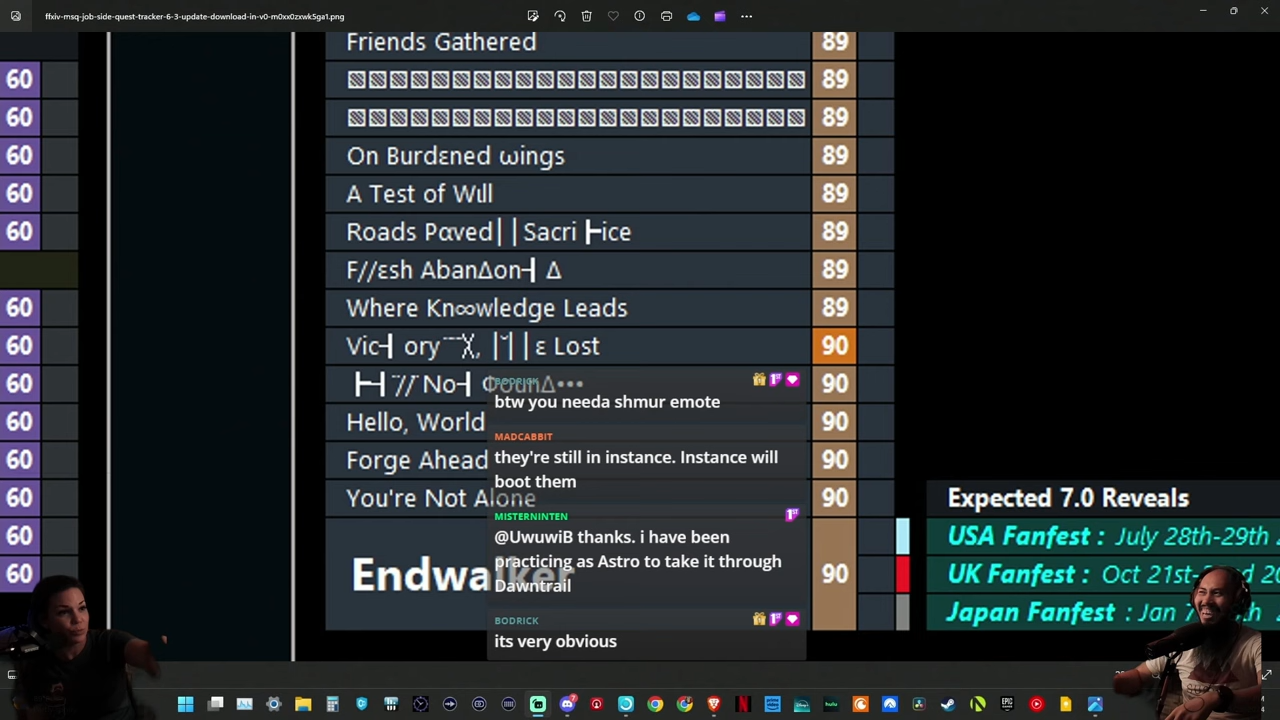 ffxiv-msq-job-side-quest-tracker-6-3-update-download-in-v0-m0xx0zxwk5ga1.png
Friends Gathered 89
60 ▨▨▨▨▨▨▨▨▨▨▨▨▨▨▨▨▨▨▨▨▨▨ 89
60 ▨▨▨▨▨▨▨▨▨▨▨▨▨▨▨▨▨▨▨▨▨▨ 89
60 On Burdεned ωings 89
60 A Test of Wιll 89
60 Roads Pαved││Sacri ┣ice 89
F//εsh AbanΔon┫ Δ 89
60 Where Kn∞wledge Leads 89
60 Vic┫ ory ε Lost 90
60 No┫ ΦounΔ••• 90
60 Hello, World 90
60 Forge Ahead 90
60 You're Not Alone 90
60
60 Endwalker 90
BODRICK
btw you needa shmur emote
MADCABBIT
they're still in instance. Instance will
boot them
MISTERNINTEN
@UwuwiB thanks. i have been
practicing as Astro to take it through
Dawntrail
BODRICK
its very obvious
Expected 7.0 Reveals
USA Fanfest : July 28th-29th
UK Fanfest : Oct 21st-
Japan Fanfest : Jan